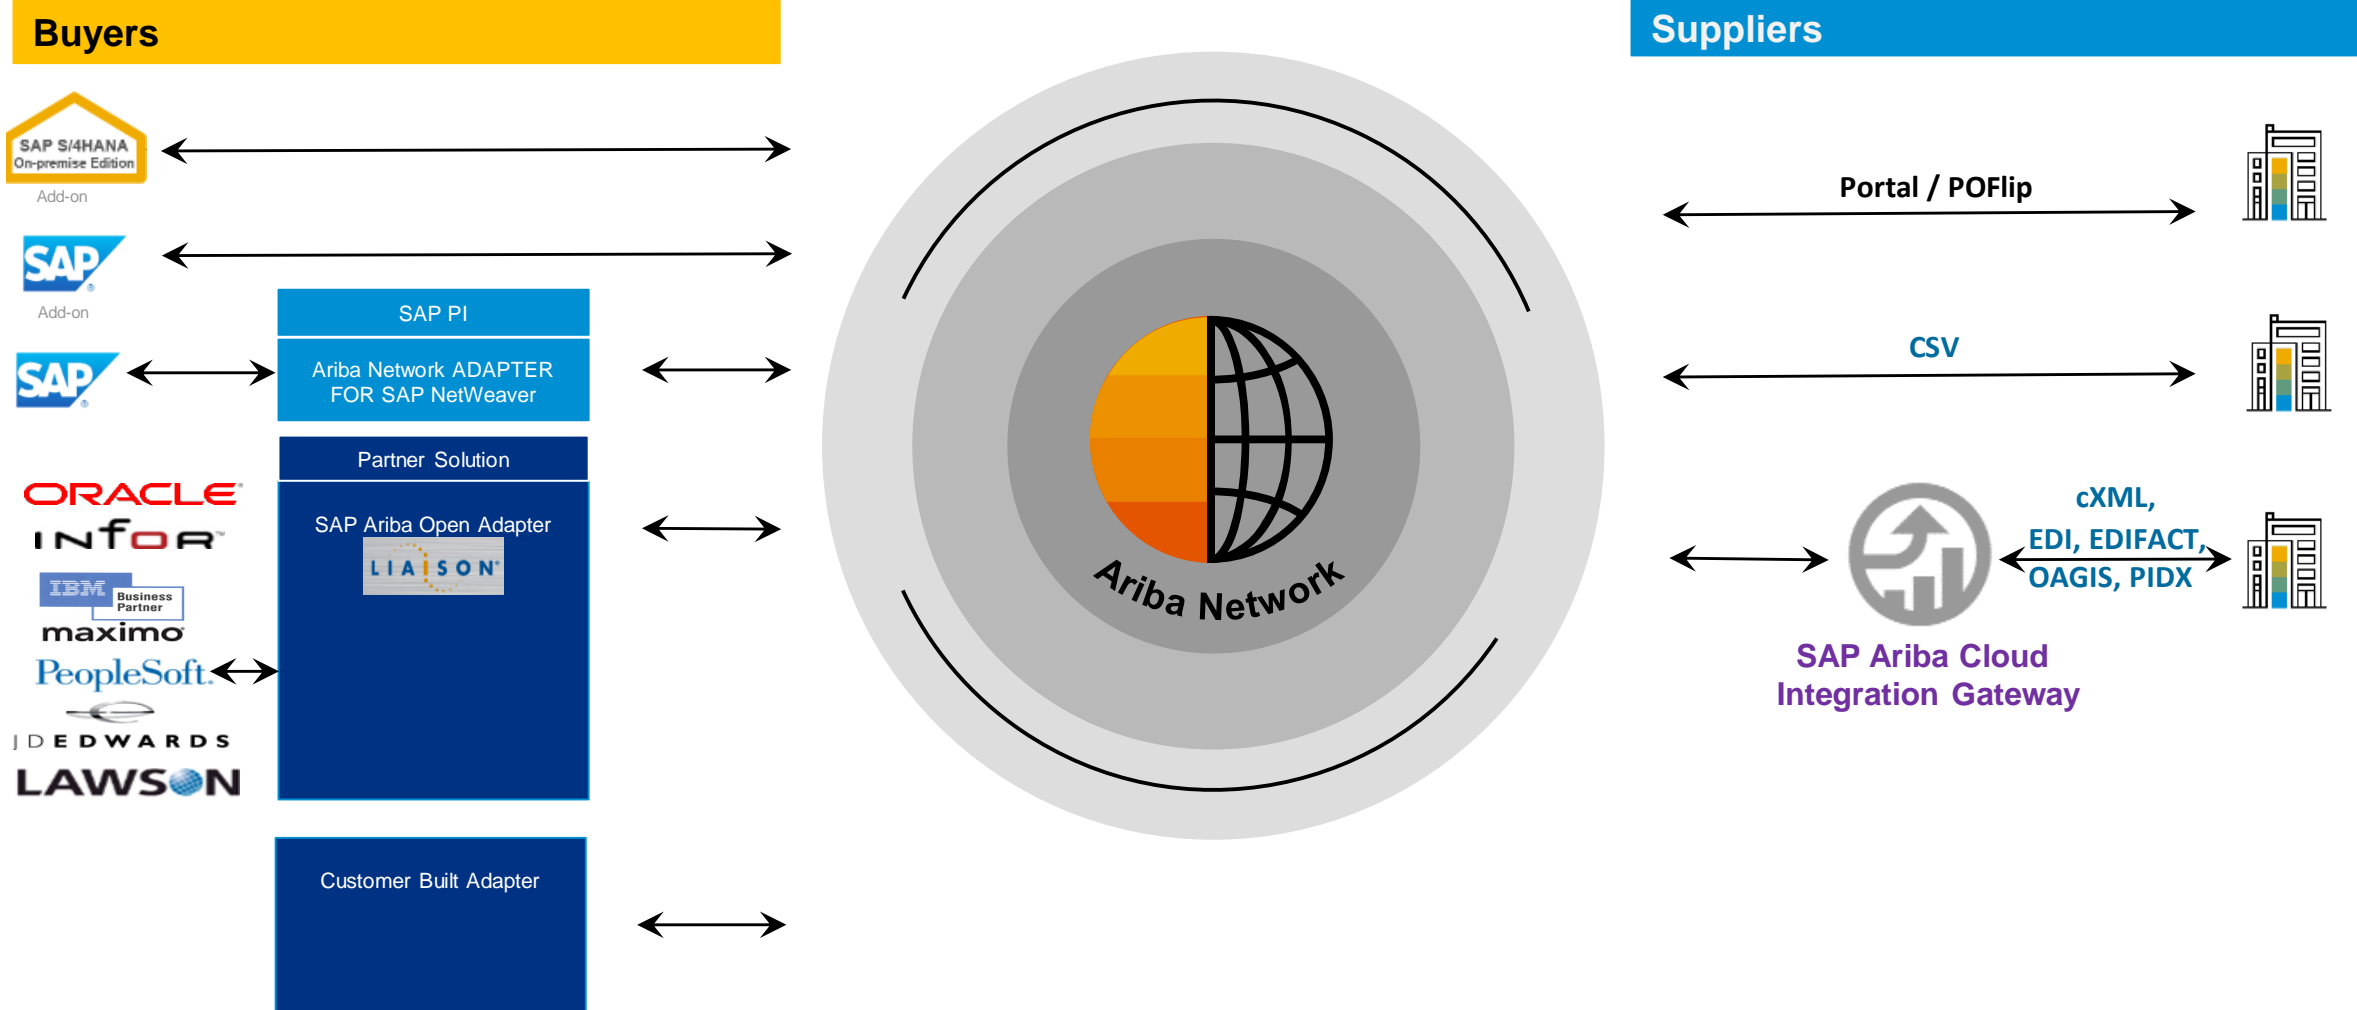 Buyers
Suppliers
SAP S/4HANA
On-premise Edition
Add-on
SAP®
Add-on
SAP®
SAP PI
Ariba Network ADAPTER
FOR SAP NetWeaver
Partner Solution
SAP Ariba Open Adapter
LIAISON
ORACLE
INFOR
IBM
Business
Partner
maximo
PeopleSoft.
JDEDWARDS
LAWSON
Customer Built Adapter
Ariba Network
Portal / POFlip
CSV
cXML,
EDI, EDIFACT,
OAGIS, PIDX
SAP Ariba Cloud
Integration Gateway